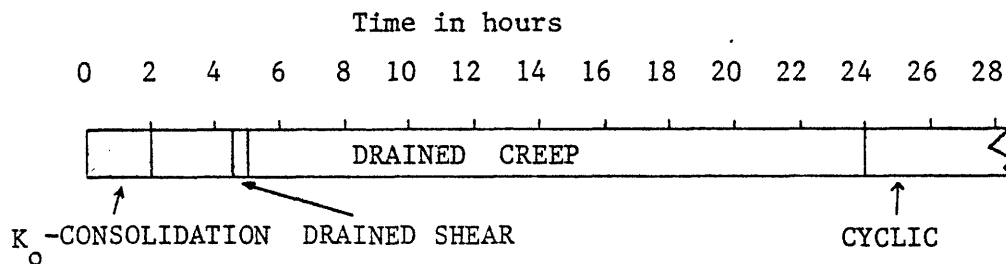 Time in hours
0 2 4 6 8 10 12 14 16 18 20 22 24 26 28
DRAINED CREEP
K_o-CONSOLIDATION DRAINED SHEAR CYCLIC